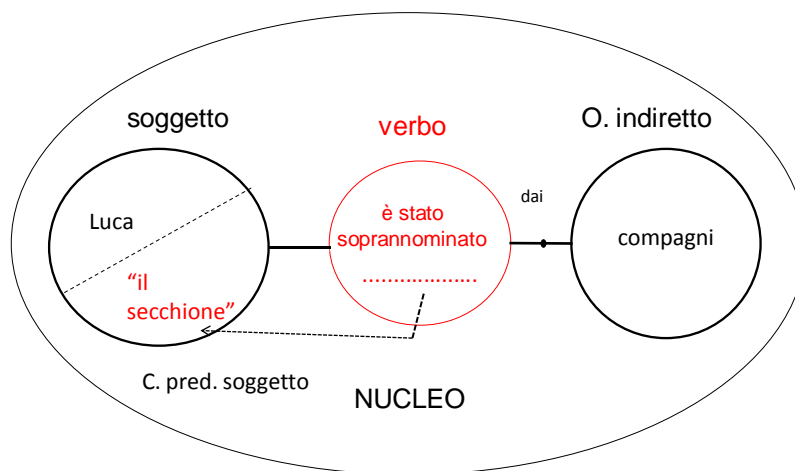 soggetto
verbo
O. indiretto
Luca
è stato
soprannominato
....................
dai
compagni
“il
secchione”
C. pred. soggetto
NUCLEO